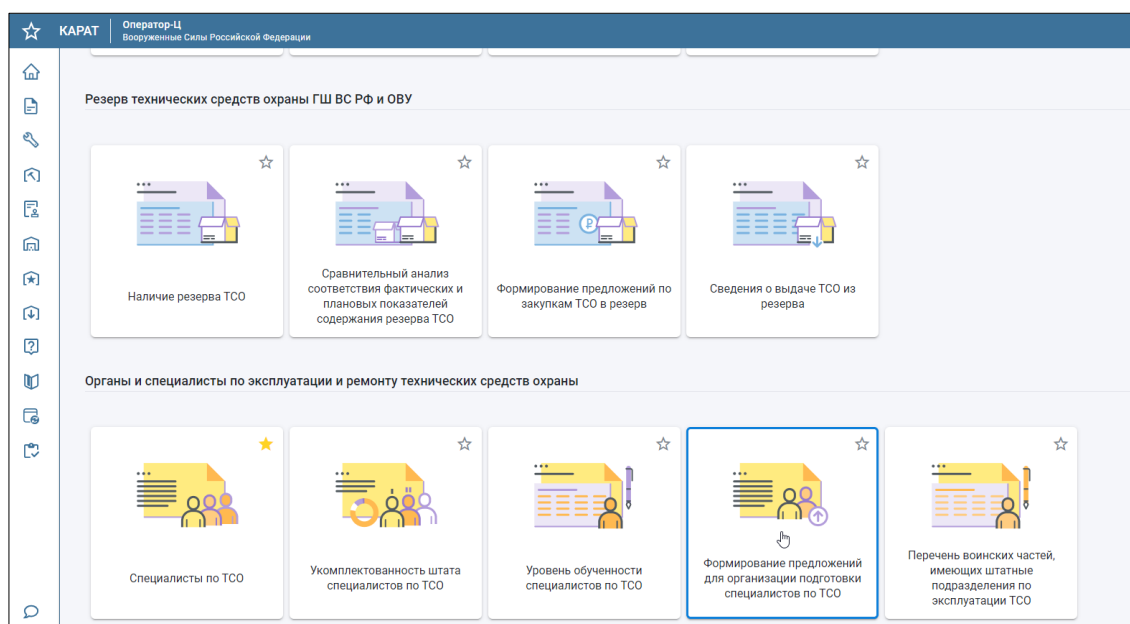 КАРАТ
Оператор-Ц
Вооруженные Силы Российской Федерации
Резерв технических средств охраны ГШ ВС РФ и ОВУ
Наличие резерва ТСО
Сравнительный анализ
соответствия фактических и
плановых показателей
содержания резерва ТСО
Формирование предложений по
закупкам ТСО в резерв
Сведения о выдаче ТСО из
резерва
Органы и специалисты по эксплуатации и ремонту технических средств охраны
Специалисты по ТСО
Укомплектованность штата
специалистов по ТСО
Уровень обученности
специалистов по ТСО
Формирование предложений
для организации подготовки
специалистов по ТСО
Перечень воинских частей,
имеющих штатные
подразделения по
эксплуатации ТСО